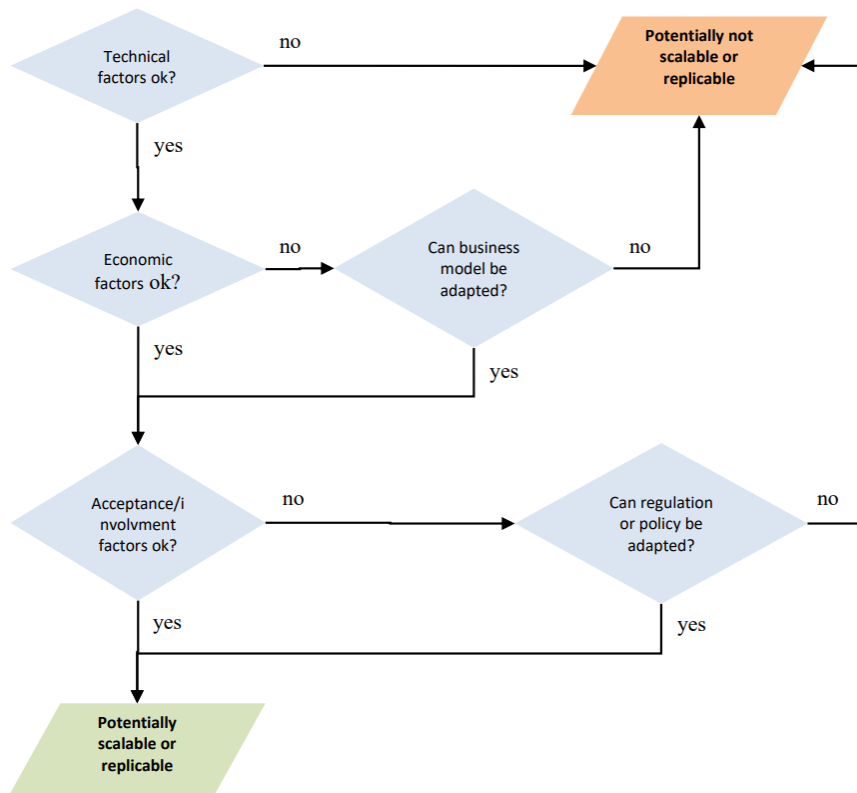 Technical
factors ok?
no
Potentially not
scalable or
replicable
yes
Economic
factors ok?
no
Can business
model be
adapted?
no
yes
yes
Acceptance/i
nvolvment
factors ok?
no
Can regulation
or policy be
adapted?
no
yes
yes
Potentially
scalable or
replicable